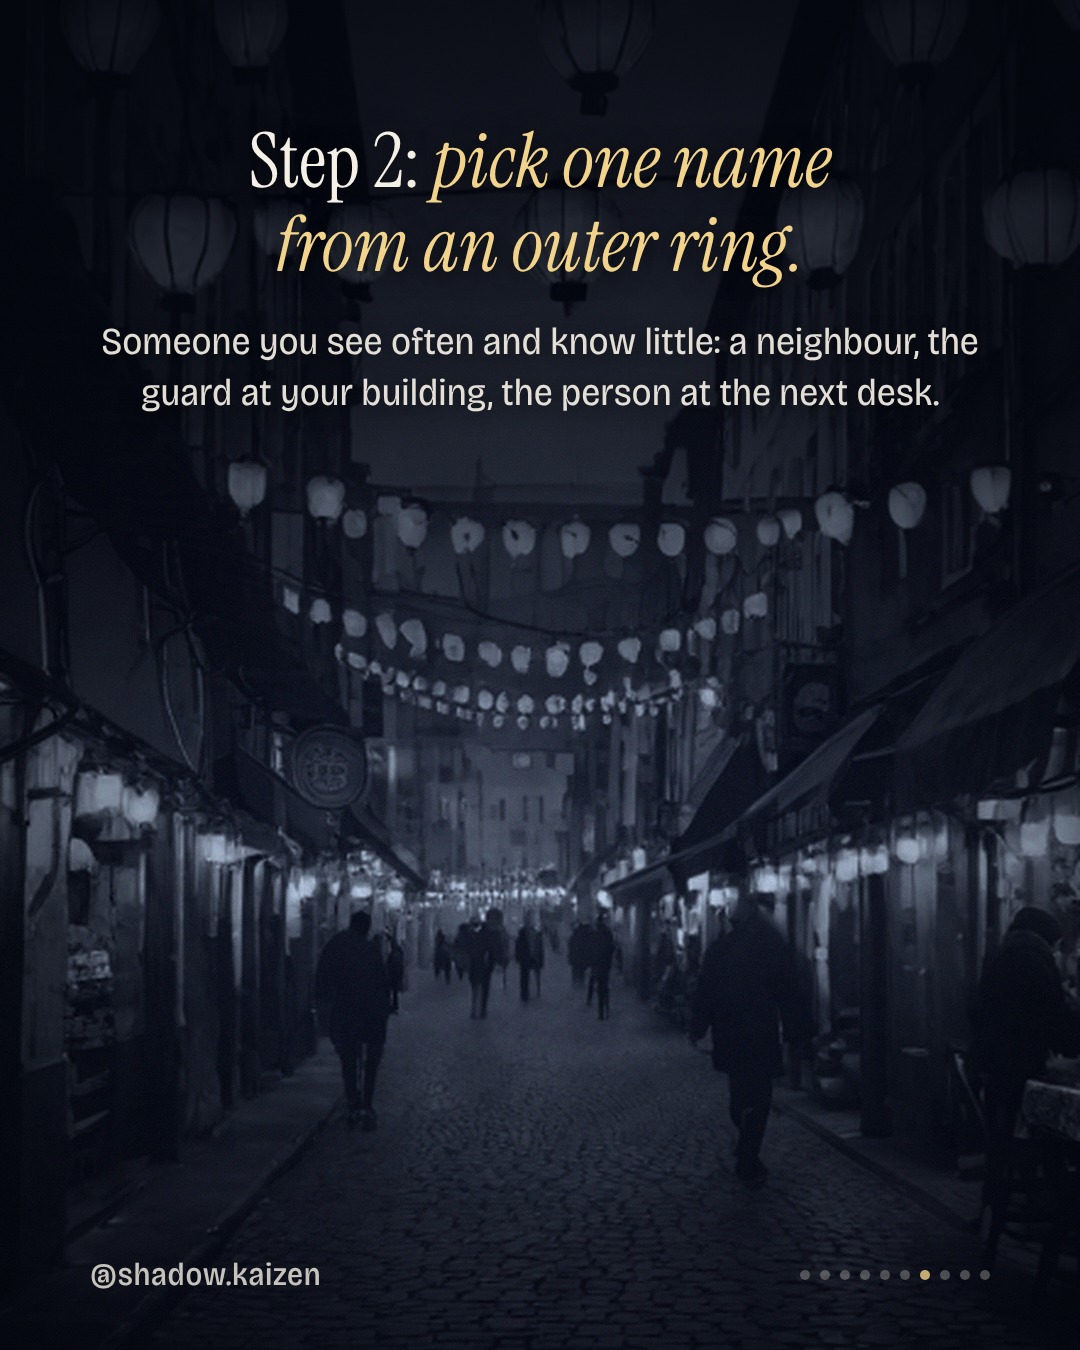 Step 2: pick one name
from an outer ring.
Someone you see often and know little: a neighbour, the
guard at your building, the person at the next desk.
@shadow.kaizen